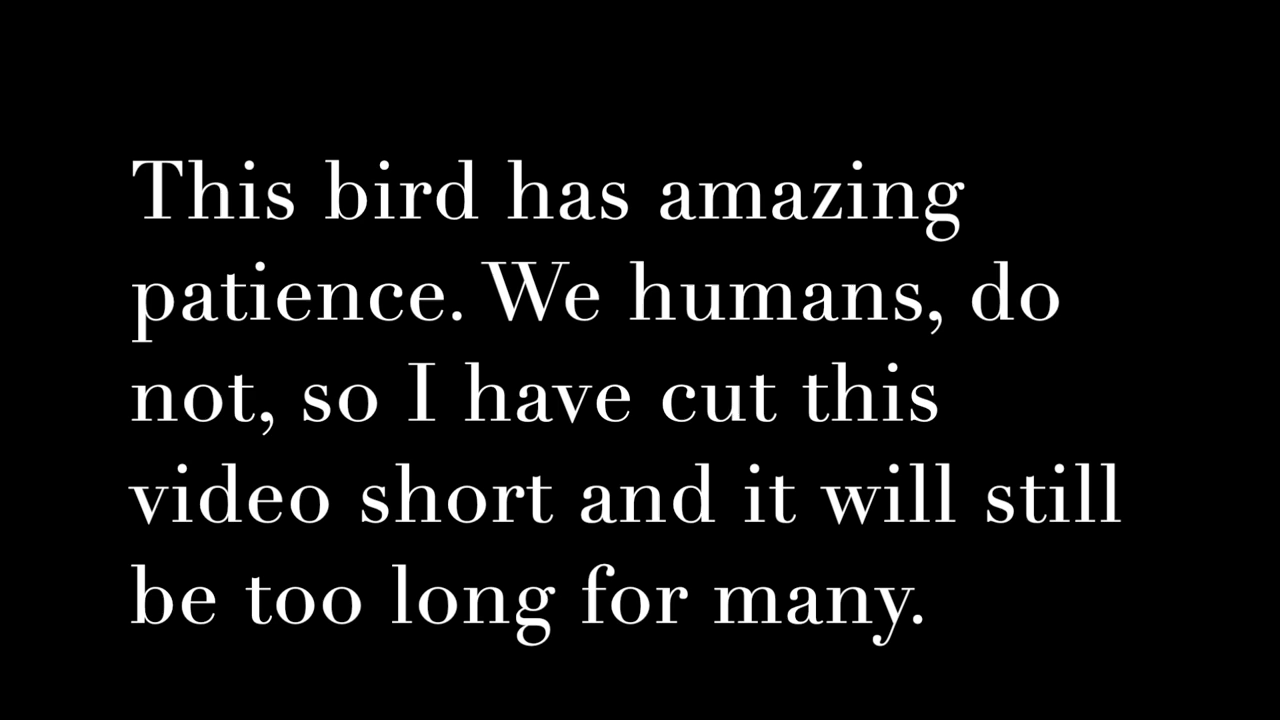 This bird has amazing
patience. We humans, do
not, so I have cut this
video short and it will still
be too long for many.